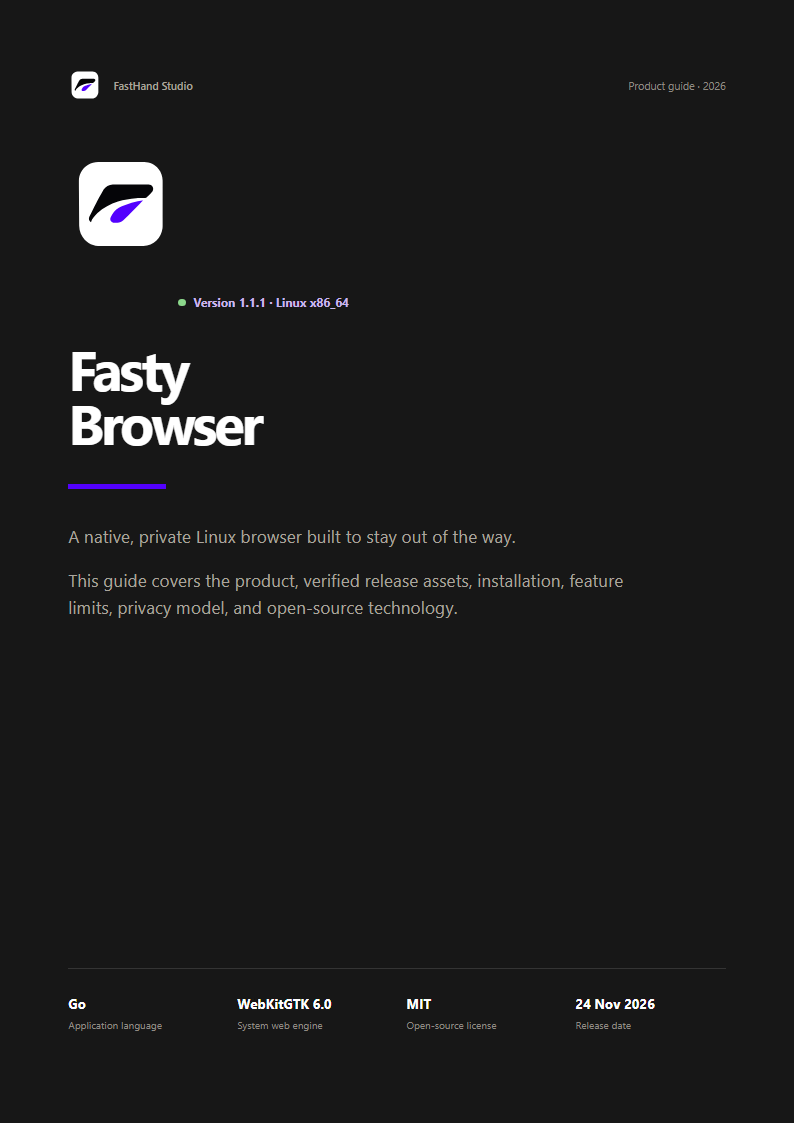 FastHand Studio
Product guide · 2026
Version 1.1.1 · Linux x86_64
Fasty
Browser
A native, private Linux browser built to stay out of the way.
This guide covers the product, verified release assets, installation, feature
limits, privacy model, and open-source technology.
Go
Application language
WebKitGTK 6.0
System web engine
MIT
Open-source license
24 Nov 2026
Release date